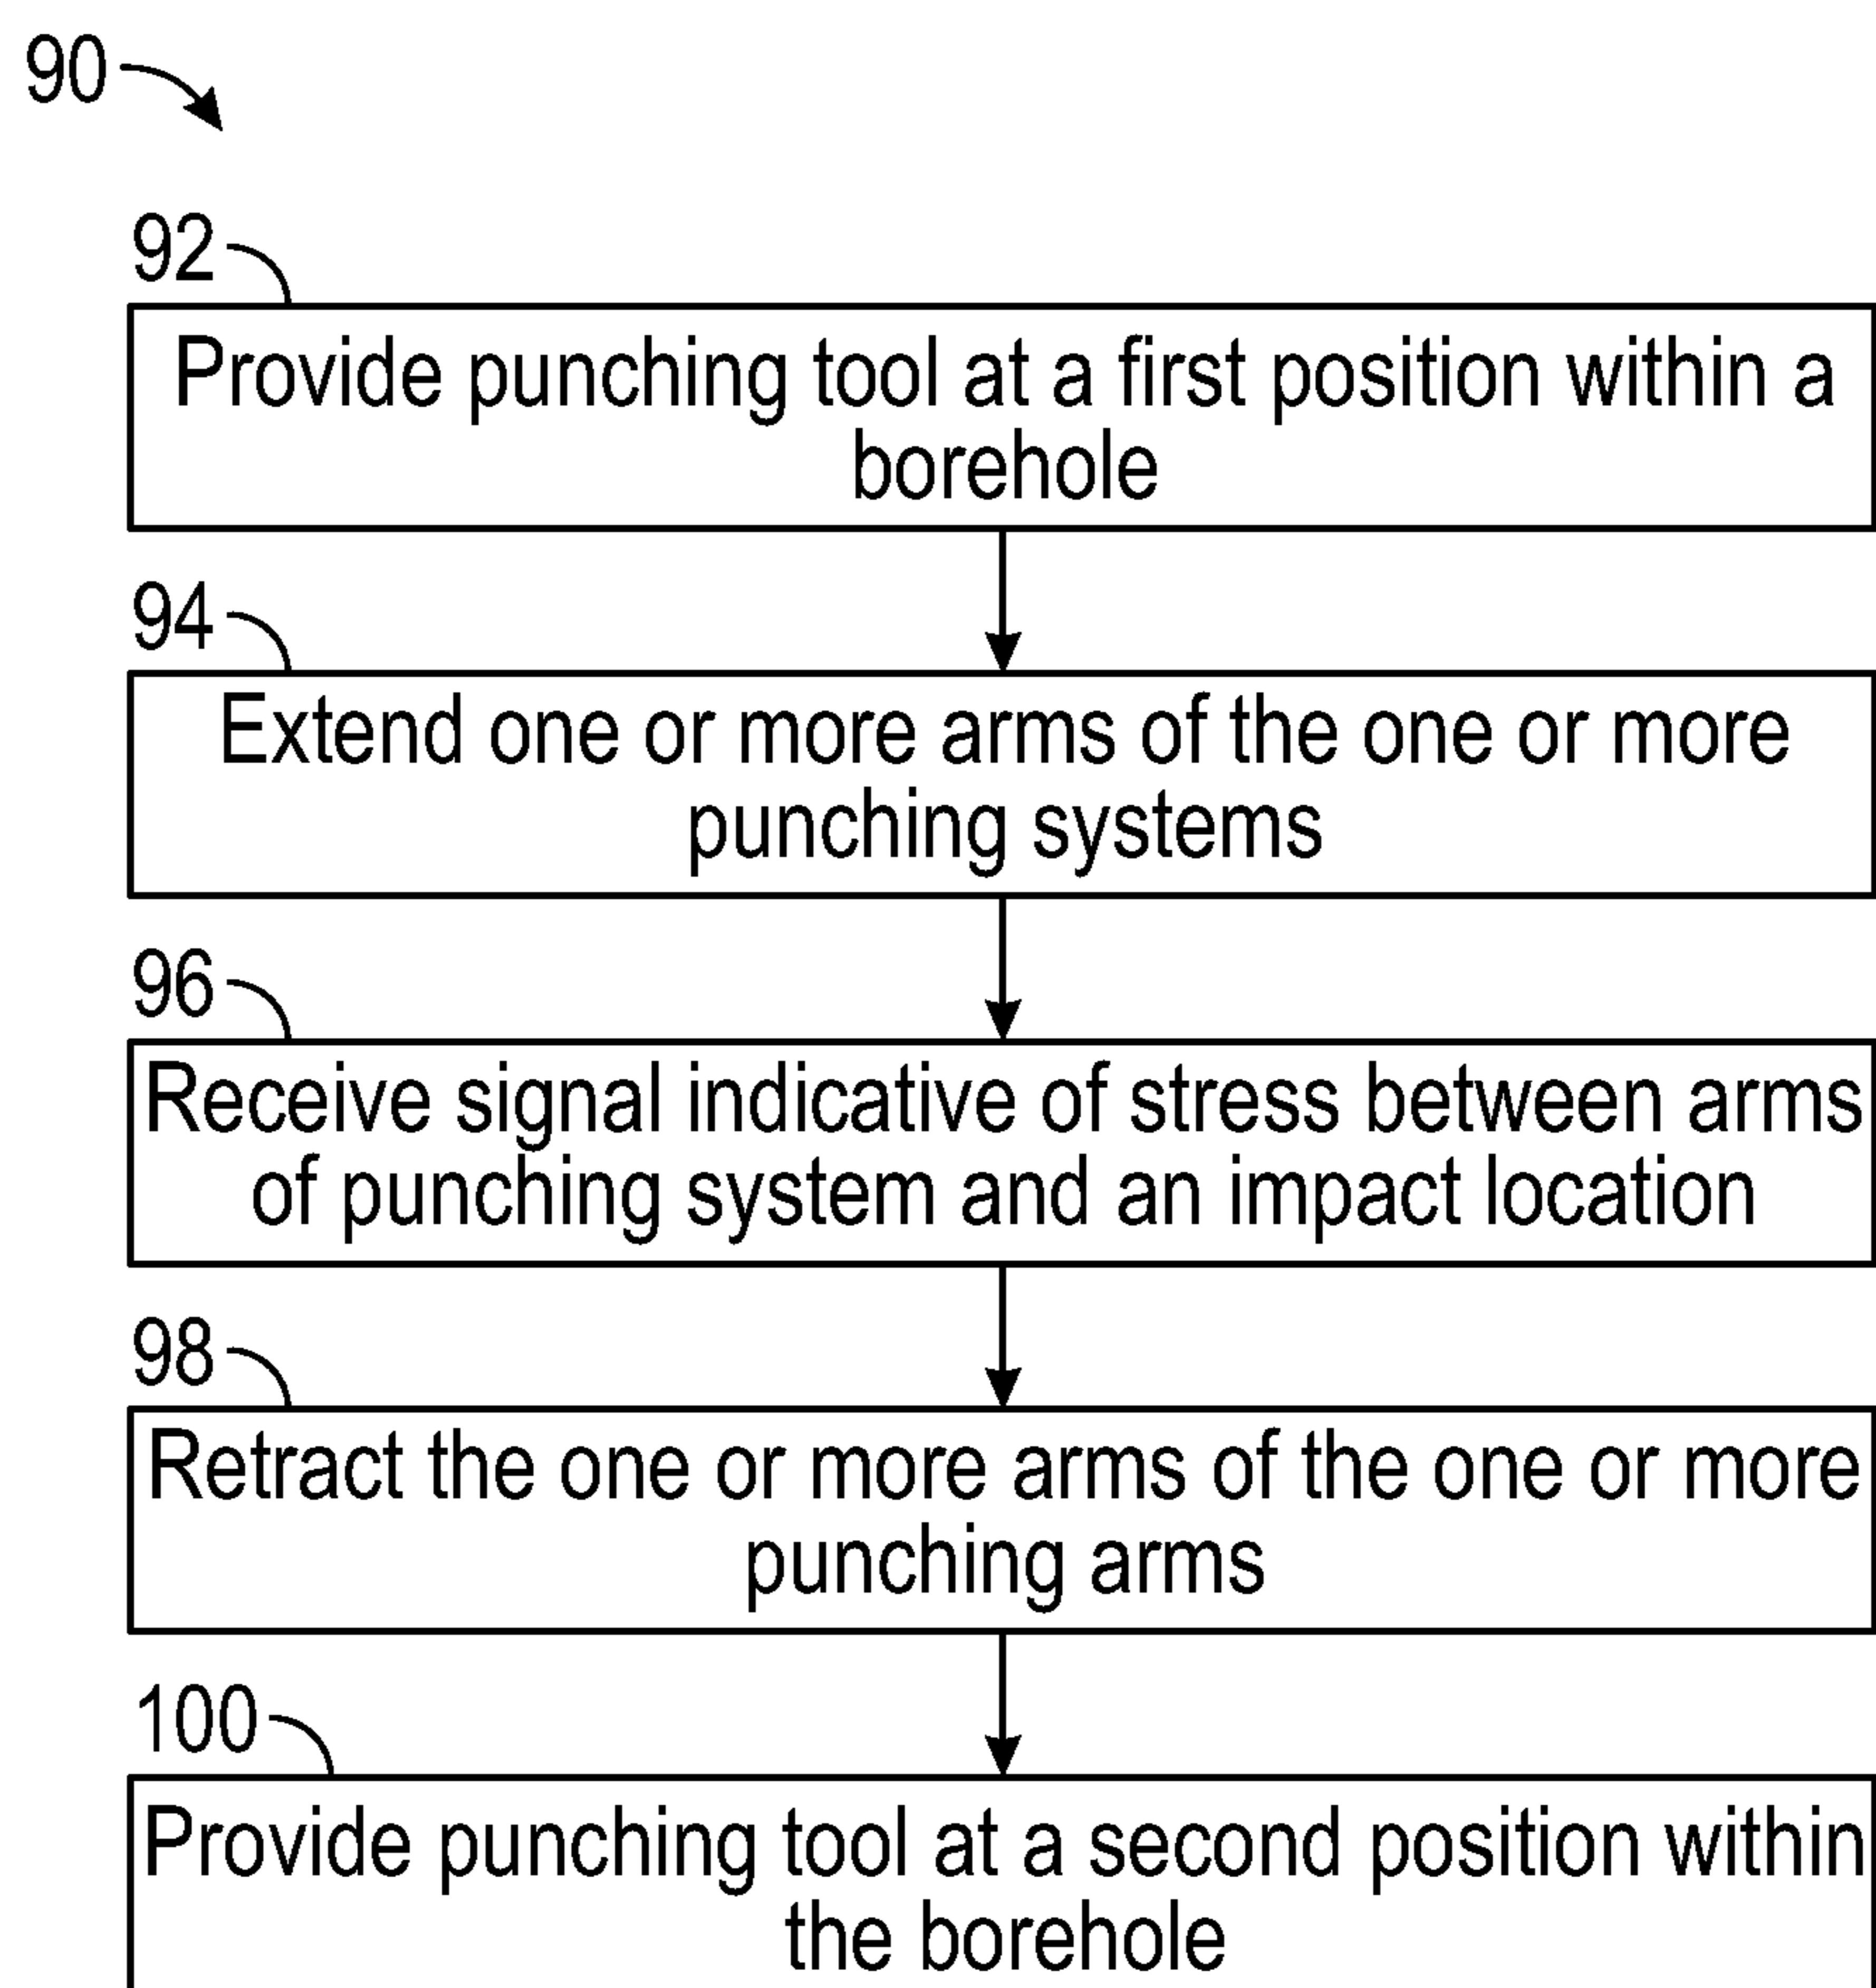 90
92
Provide punching tool at a first position within a
borehole
94
Extend one or more arms of the one or more
punching systems
96
Receive signal indicative of stress between arms
of punching system and an impact location
98
Retract the one or more arms of the one or more
punching arms
100
Provide punching tool at a second position within
the borehole